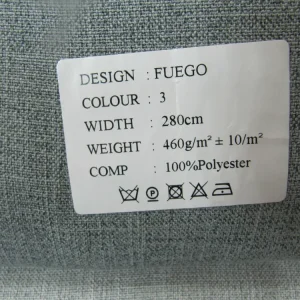 DESIGN : FUEGO
COLOUR : 3
WIDTH : 280cm
WEIGHT : 460g/m² ± 10/m²
COMP : 100%Polyester